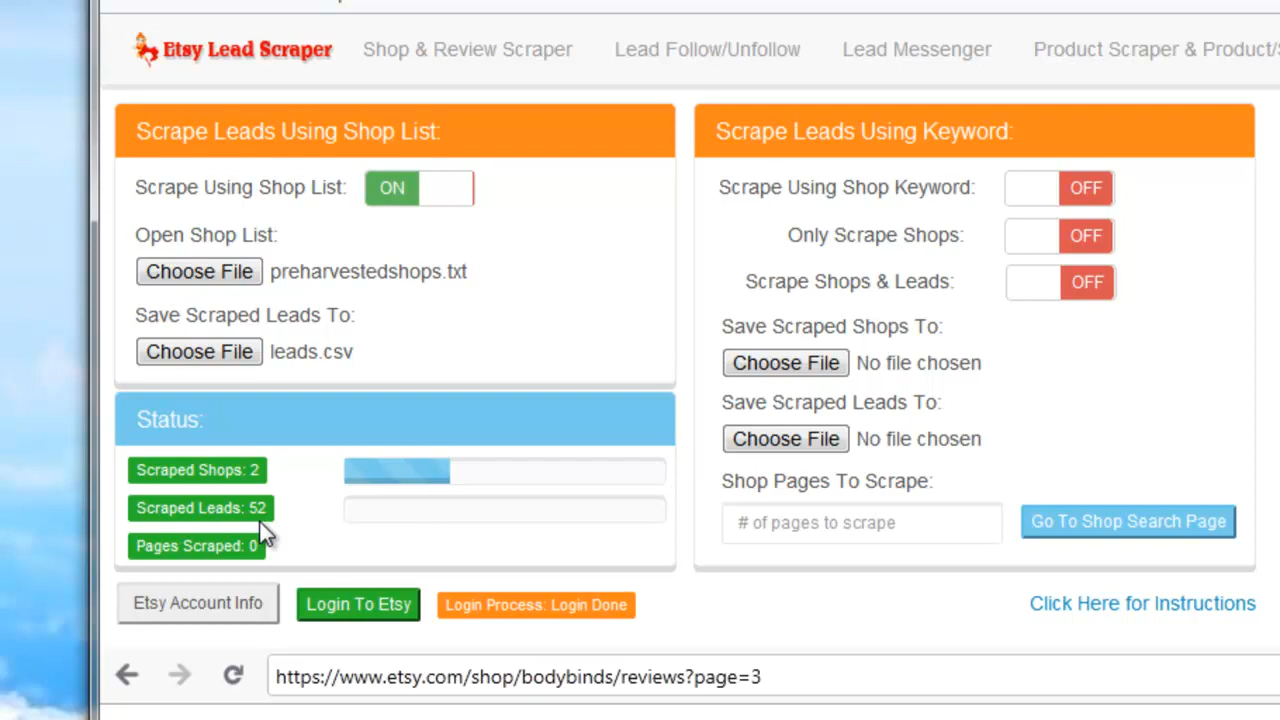 Etsy Lead Scraper Shop & Review Scraper Lead Follow/Unfollow Lead Messenger Product Scraper & Product/
Scrape Leads Using Shop List:
Scrape Using Shop List: ON
Open Shop List:
Choose File preharvestedshops.txt
Save Scraped Leads To:
Choose File leads.csv
Status:
Scraped Shops: 2
Scraped Leads: 52
Pages Scraped: 0
Scrape Leads Using Keyword:
Scrape Using Shop Keyword: OFF
Only Scrape Shops: OFF
Scrape Shops & Leads: OFF
Save Scraped Shops To:
Choose File No file chosen
Save Scraped Leads To:
Choose File No file chosen
Shop Pages To Scrape:
# of pages to scrape Go To Shop Search Page
Etsy Account Info Login To Etsy Login Process: Login Done Click Here for Instructions
https://www.etsy.com/shop/bodybinds/reviews?page=3